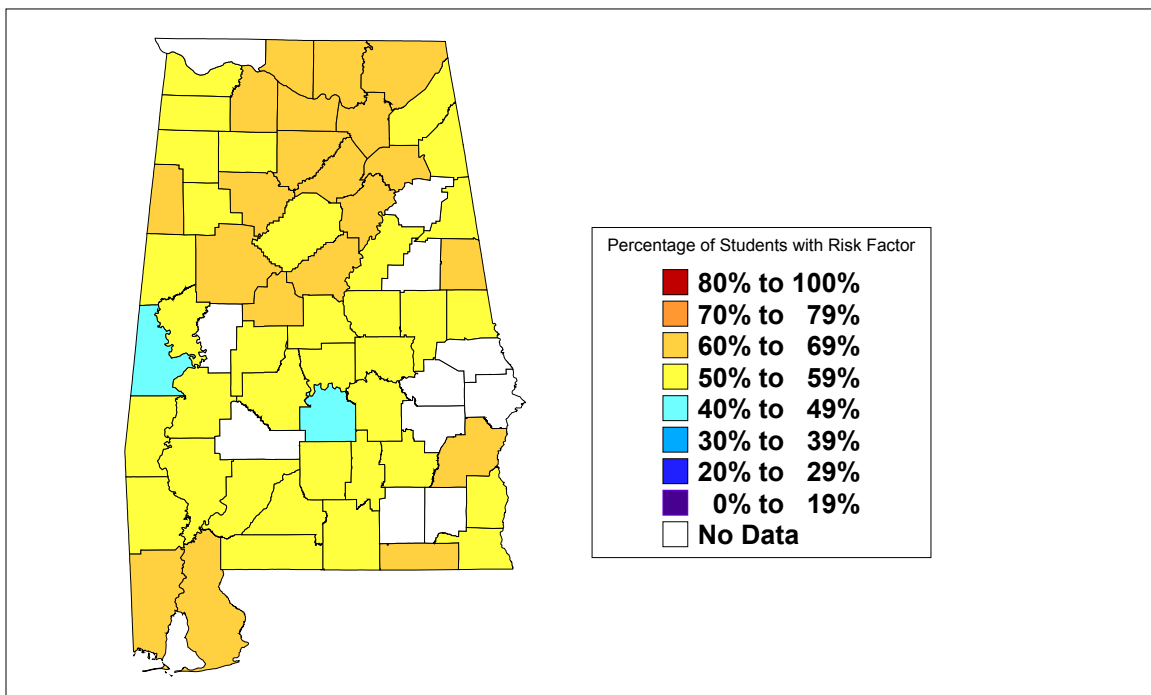 Percentage of Students with Risk Factor
80% to 100%
70% to 79%
60% to 69%
50% to 59%
40% to 49%
30% to 39%
20% to 29%
0% to 19%
No Data